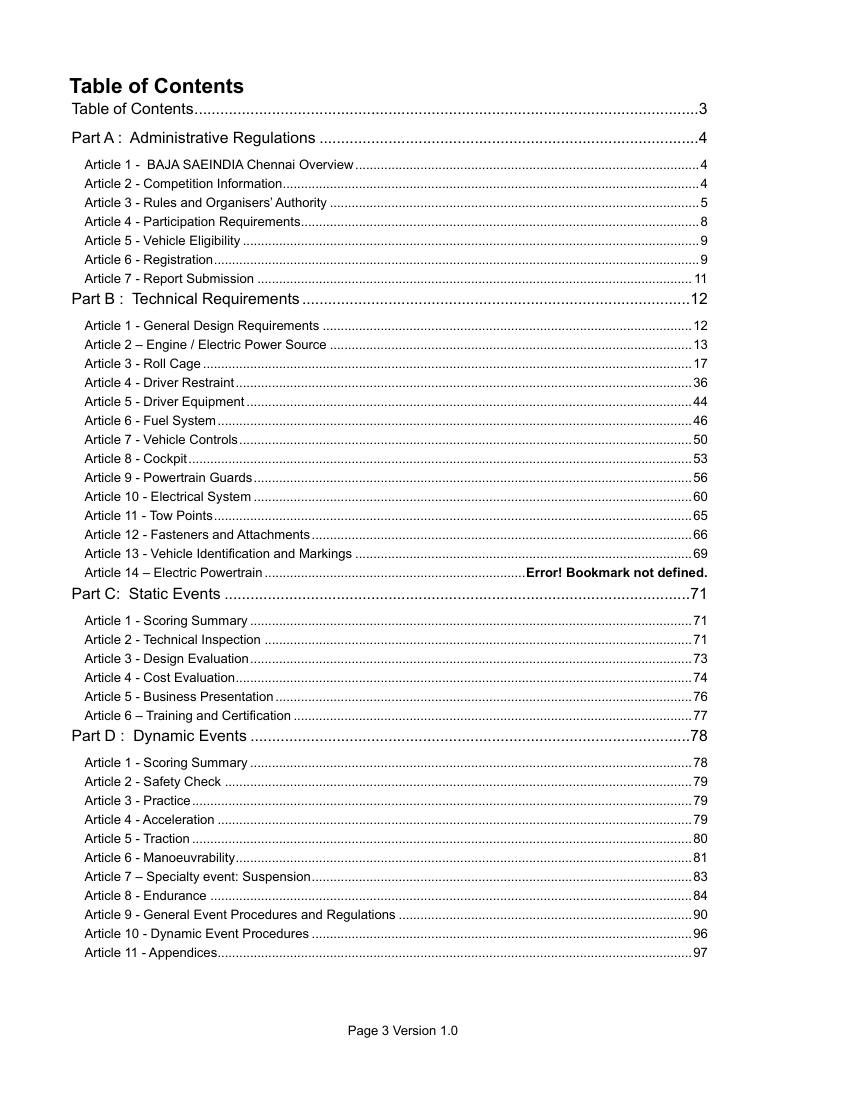 Table of Contents
Table of Contents....................................................................................................................3
Part A :  Administrative Regulations .......................................................................................4
Article 1 -  BAJA SAEINDIA Chennai Overview...............................................................................................4
Article 2 - Competition Information.................................................................................................................4
Article 3 - Rules and Organisers’ Authority .....................................................................................................5
Article 4 - Participation Requirements............................................................................................................8
Article 5 - Vehicle Eligibility ............................................................................................................................9
Article 6 - Registration....................................................................................................................................9
Article 7 - Report Submission .......................................................................................................................11
Part B :  Technical Requirements .........................................................................................12
Article 1 - General Design Requirements .....................................................................................................12
Article 2 – Engine / Electric Power Source ....................................................................................................13
Article 3 - Roll Cage .....................................................................................................................................17
Article 4 - Driver Restraint.............................................................................................................................36
Article 5 - Driver Equipment..........................................................................................................................44
Article 6 - Fuel System..................................................................................................................................46
Article 7 - Vehicle Controls............................................................................................................................50
Article 8 - Cockpit.........................................................................................................................................53
Article 9 - Powertrain Guards........................................................................................................................56
Article 10 - Electrical System ........................................................................................................................60
Article 11 - Tow Points...................................................................................................................................65
Article 12 - Fasteners and Attachments.........................................................................................................66
Article 13 - Vehicle Identification and Markings .............................................................................................69
Article 14 – Electric Powertrain ........................................................................Error! Bookmark not defined.
Part C:  Static Events ...........................................................................................................71
Article 1 - Scoring Summary .........................................................................................................................71
Article 2 - Technical Inspection .....................................................................................................................71
Article 3 - Design Evaluation.........................................................................................................................73
Article 4 - Cost Evaluation.............................................................................................................................74
Article 5 - Business Presentation..................................................................................................................76
Article 6 – Training and Certification .............................................................................................................77
Part D :  Dynamic Events .....................................................................................................78
Article 1 - Scoring Summary .........................................................................................................................78
Article 2 - Safety Check ................................................................................................................................79
Article 3 - Practice.........................................................................................................................................79
Article 4 - Acceleration ..................................................................................................................................79
Article 5 - Traction .........................................................................................................................................80
Article 6 - Manoeuvrability.............................................................................................................................81
Article 7 – Specialty event: Suspension.........................................................................................................83
Article 8 - Endurance ....................................................................................................................................84
Article 9 - General Event Procedures and Regulations .................................................................................90
Article 10 - Dynamic Event Procedures .........................................................................................................96
Article 11 - Appendices..................................................................................................................................97
Page 3 Version 1.0